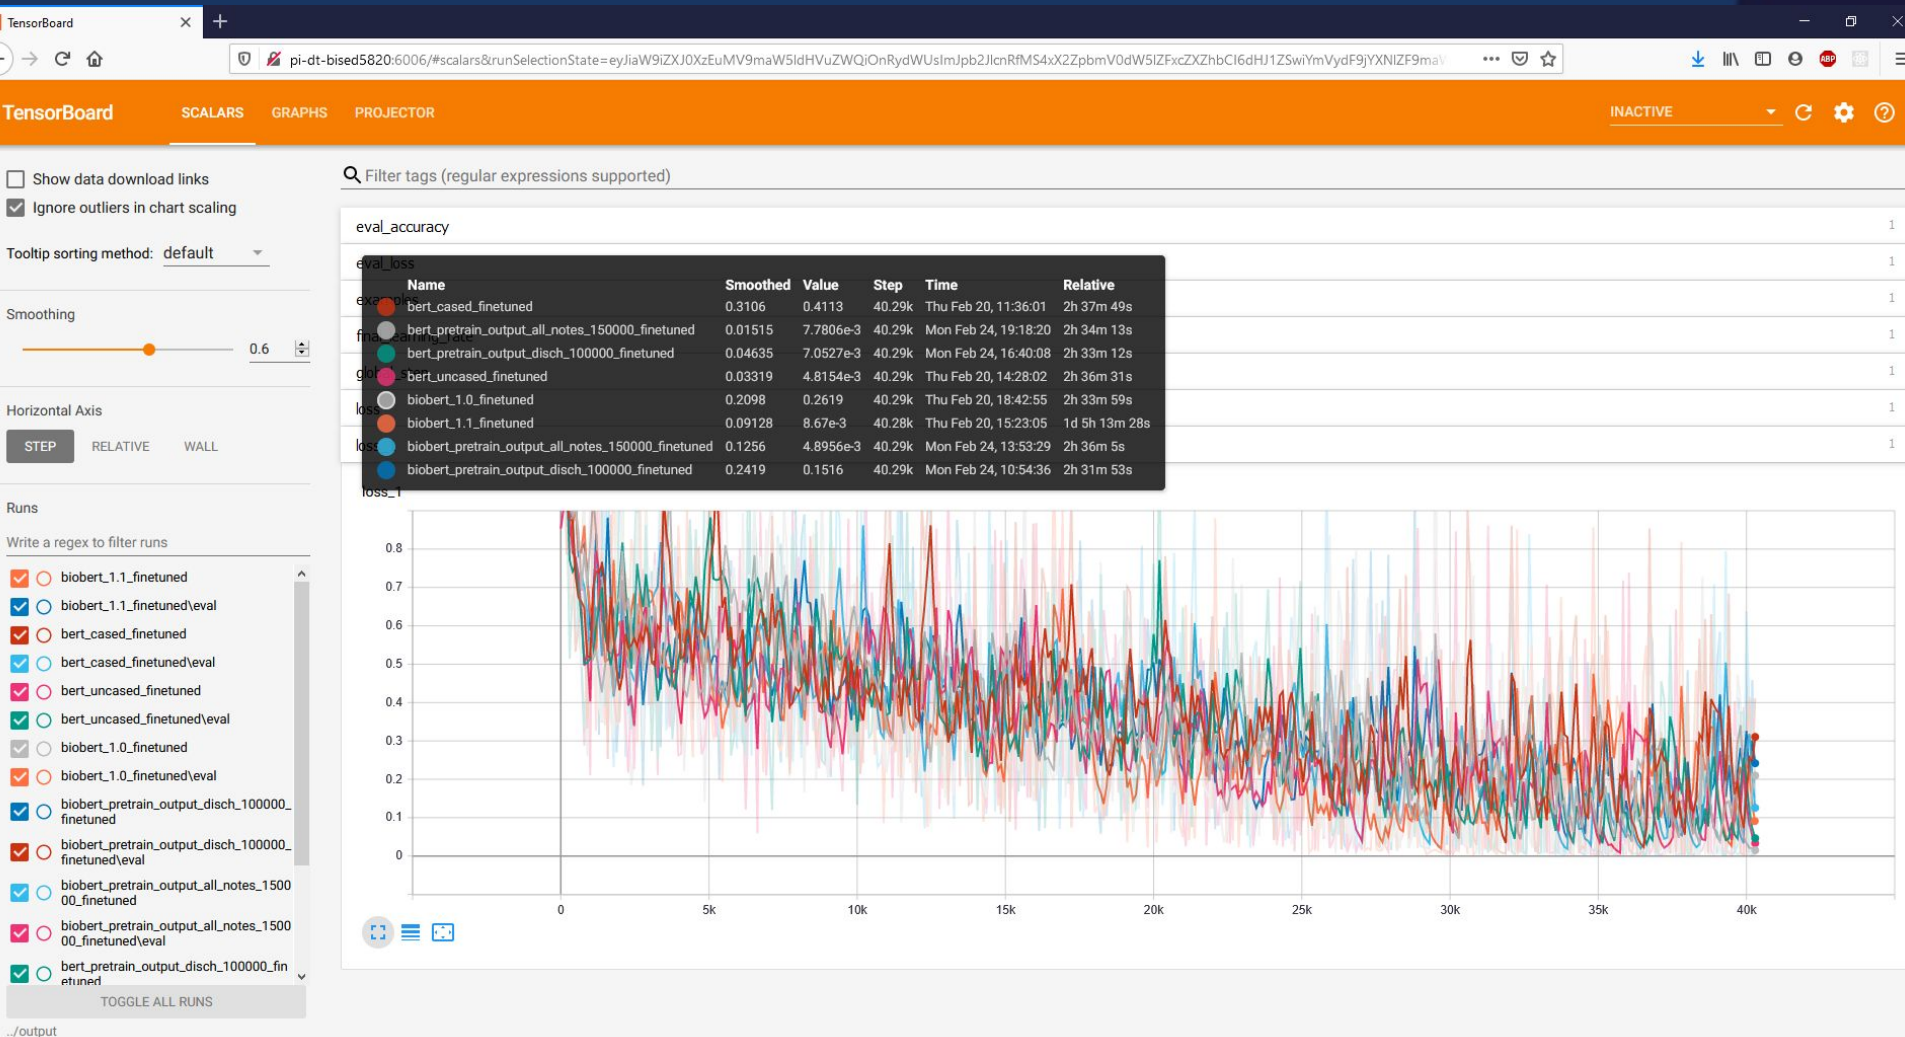 TensorBoard
pi-dt-bised5820:6006/#scalars&runSelectionState=
TensorBoard SCALARS GRAPHS PROJECTOR INACTIVE
Show data download links
Ignore outliers in chart scaling
Tooltip sorting method: default
Smoothing
0.6
Horizontal Axis
STEP RELATIVE WALL
Runs
Write a regex to filter runs
biobert_1.1_finetuned
biobert_1.1_finetuned\eval
bert_cased_finetuned
bert_cased_finetuned\eval
bert_uncased_finetuned
bert_uncased_finetuned\eval
biobert_1.0_finetuned
biobert_1.0_finetuned\eval
biobert_pretrain_output_disch_100000_
finetuned
biobert_pretrain_output_disch_100000_
finetuned\eval
biobert_pretrain_output_all_notes_1500
00_finetuned
biobert_pretrain_output_all_notes_1500
00_finetuned\eval
bert_pretrain_output_disch_100000_fin
etuned
TOGGLE ALL RUNS
../output
Filter tags (regular expressions supported)
eval_accuracy 1
eval_loss 1
examples 1
1
1
loss 1
1
Name Smoothed Value Step Time Relative
bert_cased_finetuned 0.3106 0.4113 40.29k Thu Feb 20, 11:36:01 2h 37m 49s
bert_pretrain_output_all_notes_150000_finetuned 0.01515 7.7806e-3 40.29k Mon Feb 24, 19:18:20 2h 34m 13s
bert_pretrain_output_disch_100000_finetuned 0.04635 7.0527e-3 40.29k Mon Feb 24, 16:40:08 2h 33m 12s
bert_uncased_finetuned 0.03319 4.8154e-3 40.29k Thu Feb 20, 14:28:02 2h 36m 31s
biobert_1.0_finetuned 0.2098 0.2619 40.29k Thu Feb 20, 18:42:55 2h 33m 59s
biobert_1.1_finetuned 0.09128 8.67e-3 40.28k Thu Feb 20, 15:23:05 1d 5h 13m 28s
biobert_pretrain_output_all_notes_150000_finetuned 0.1256 4.8956e-3 40.29k Mon Feb 24, 13:53:29 2h 36m 5s
biobert_pretrain_output_disch_100000_finetuned 0.2419 0.1516 40.29k Mon Feb 24, 10:54:36 2h 31m 53s
loss_1
0.8
0.7
0.6
0.5
0.4
0.3
0.2
0.1
0
0 5k 10k 15k 20k 25k 30k 35k 40k